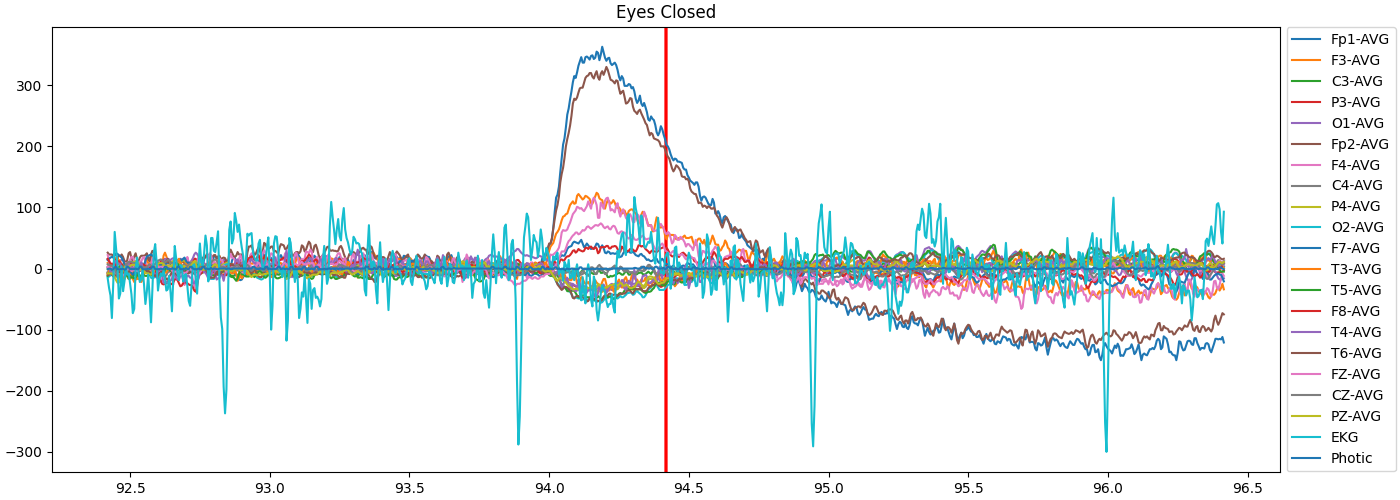 Eyes Closed
300
200
100
0
−100
−200
−300
92.5 93.0 93.5 94.0 94.5 95.0 95.5 96.0 96.5
Fp1-AVG
F3-AVG
C3-AVG
P3-AVG
O1-AVG
Fp2-AVG
F4-AVG
C4-AVG
P4-AVG
O2-AVG
F7-AVG
T3-AVG
T5-AVG
F8-AVG
T4-AVG
T6-AVG
FZ-AVG
CZ-AVG
PZ-AVG
EKG
Photic